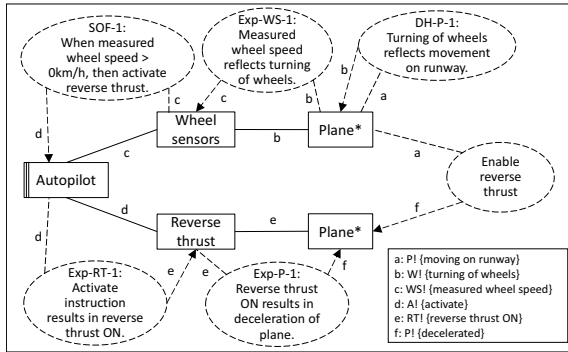 SOF-1:
When measured
wheel speed >
0km/h, then activate
reverse thrust.
Exp-WS-1:
Measured
wheel speed
reflects turning
of wheels.
DH-P-1:
Turning of wheels
reflects movement
on runway.
c
c
b
b
a
d
Wheel
sensors
b
Plane*
c
a
Autopilot
Enable
reverse
thrust
d
d
Reverse
thrust
e
Plane*
f
Exp-RT-1:
Activate
instruction
results in reverse
thrust ON.
e
e
Exp-P-1:
Reverse thrust
ON results in
deceleration of
plane.
f
a: P! {moving on runway}
b: W! {turning of wheels}
c: WS! {measured wheel speed}
d: A! {activate}
e: RT! {reverse thrust ON}
f: P! {decelerated}